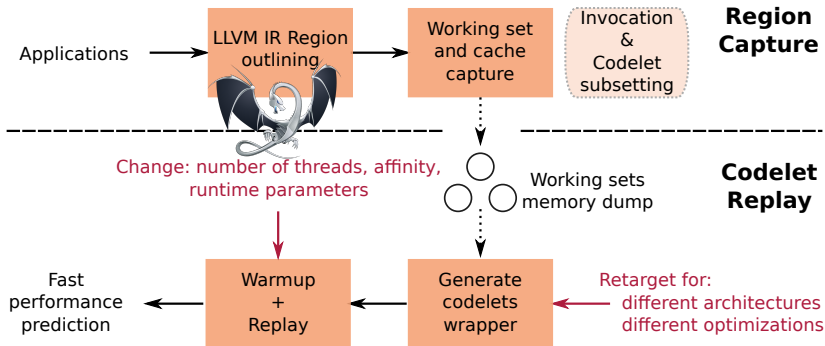 Applications
LLVM IR Region
outlining
Working set
and cache
capture
Invocation
&
Codelet
subsetting
Region
Capture
Change: number of threads, affinity,
runtime parameters
Working sets
memory dump
Codelet
Replay
Fast
performance
prediction
Warmup
+
Replay
Generate
codelets
wrapper
Retarget for:
different architectures
different optimizations